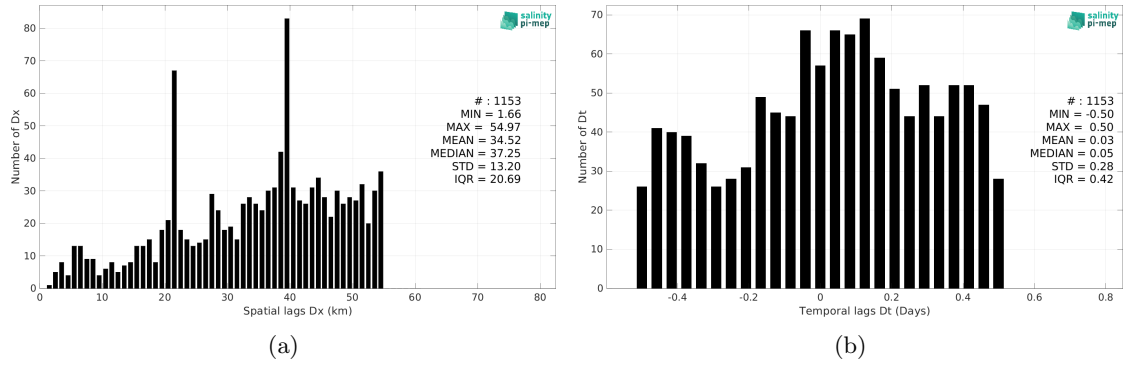 salinity
pi-mep
80
70
60
50
40
30
20
10
0
Number of Dx
# : 1153
MIN = 1.66
MAX = 54.97
MEAN = 34.52
MEDIAN = 37.25
STD = 13.20
IQR = 20.69
0 10 20 30 40 50 60 70 80
Spatial lags Dx (km)
(a)
salinity
pi-mep
70
60
50
40
30
20
10
0
Number of Dt
# : 1153
MIN = -0.50
MAX = 0.50
MEAN = 0.03
MEDIAN = 0.05
STD = 0.28
IQR = 0.42
-0.4 -0.2 0 0.2 0.4 0.6 0.8
Temporal lags Dt (Days)
(b)